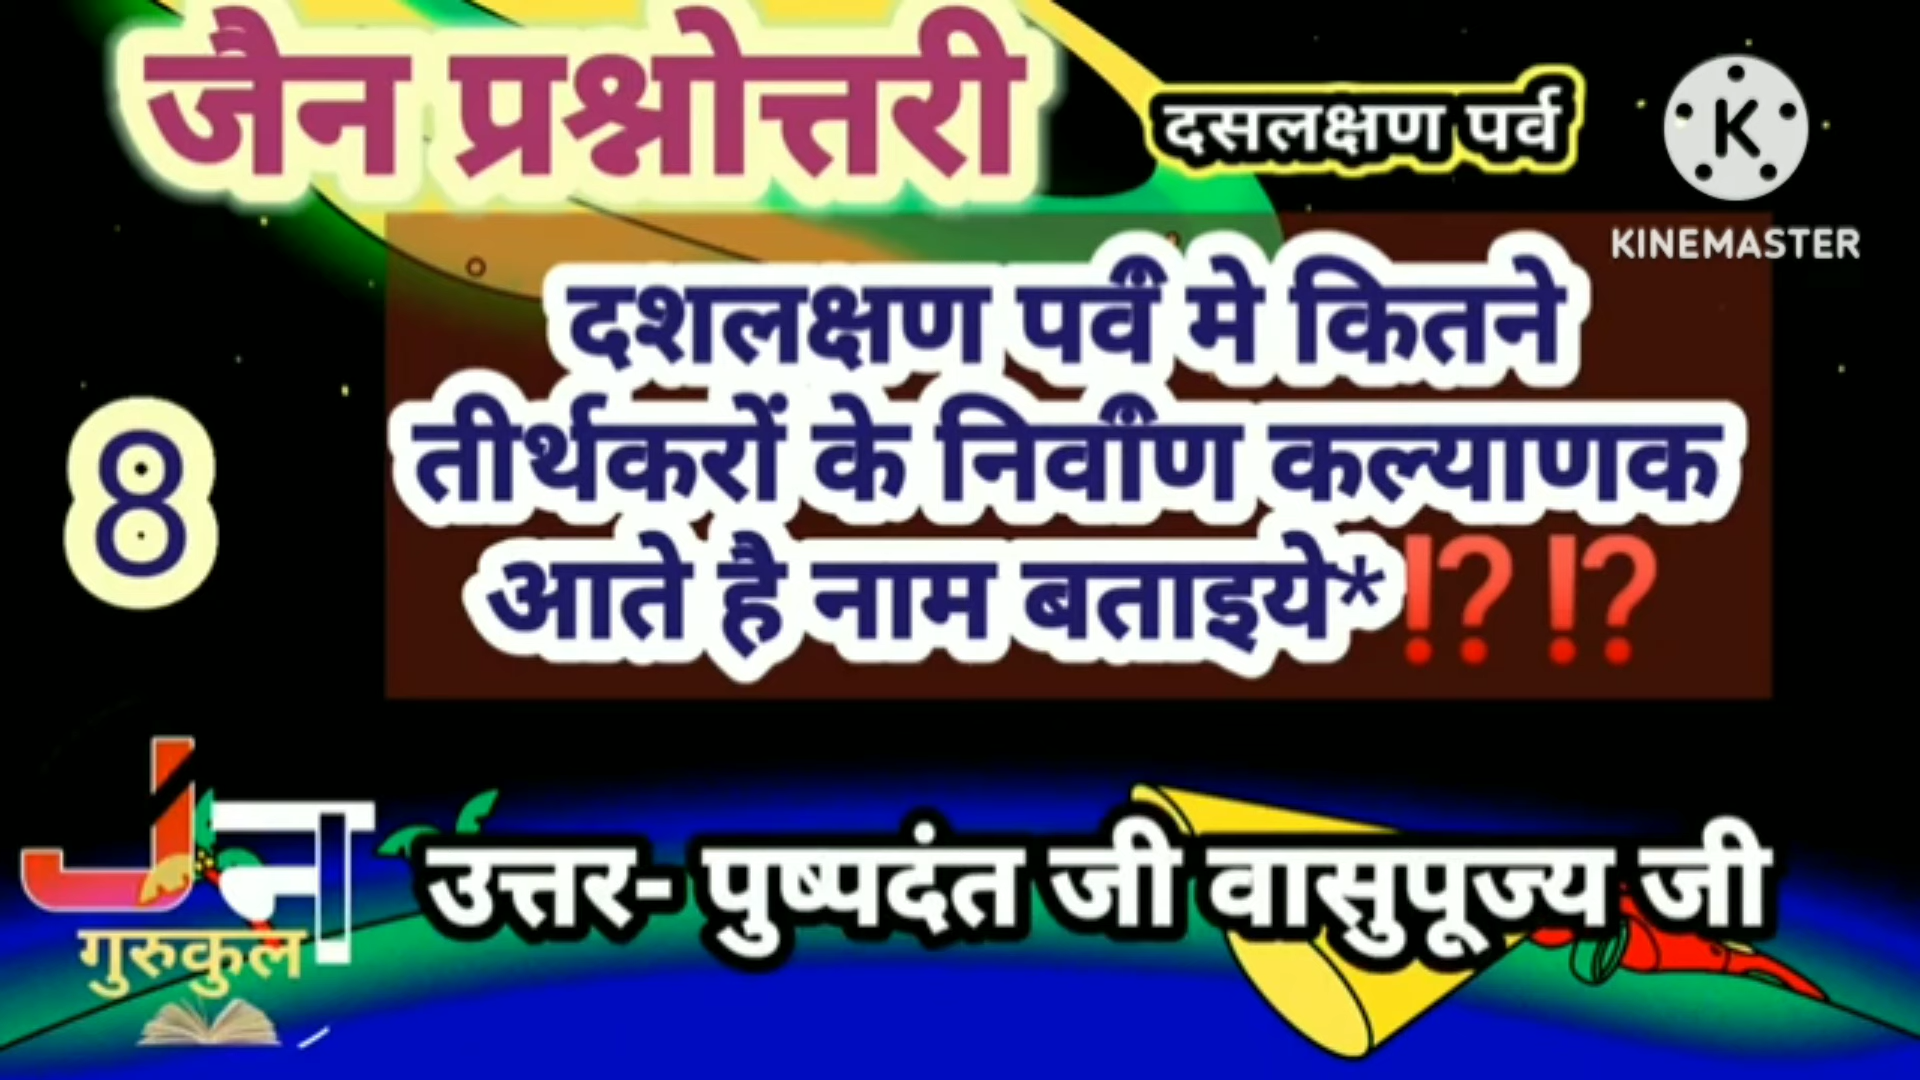 जैन प्रश्नोत्तरी
दसलक्षण पर्व
KINEMASTER
दशलक्षण पर्वं मे कितने
8
तीर्थकरों के निर्वांण कल्याणक
आते है नाम बताइये*⁉️⁉️
Jन
गुरुकुल
उत्तर- पुष्पदंत जी वासुपूज्य जी